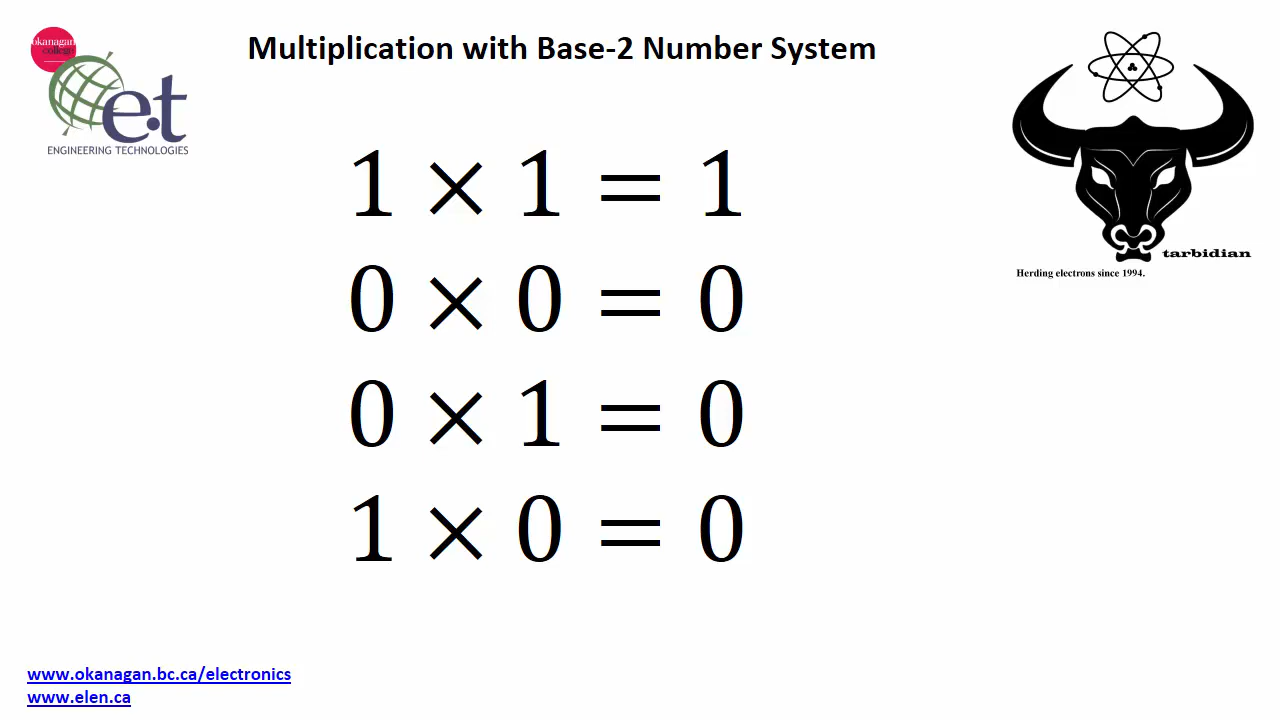 okanagan
college
Multiplication with Base-2 Number System
e.t
ENGINEERING TECHNOLOGIES
1 × 1 = 1
0 × 0 = 0
0 × 1 = 0
1 × 0 = 0
tarbidian
Herding electrons since 1994.
www.okanagan.bc.ca/electronics
www.elen.ca